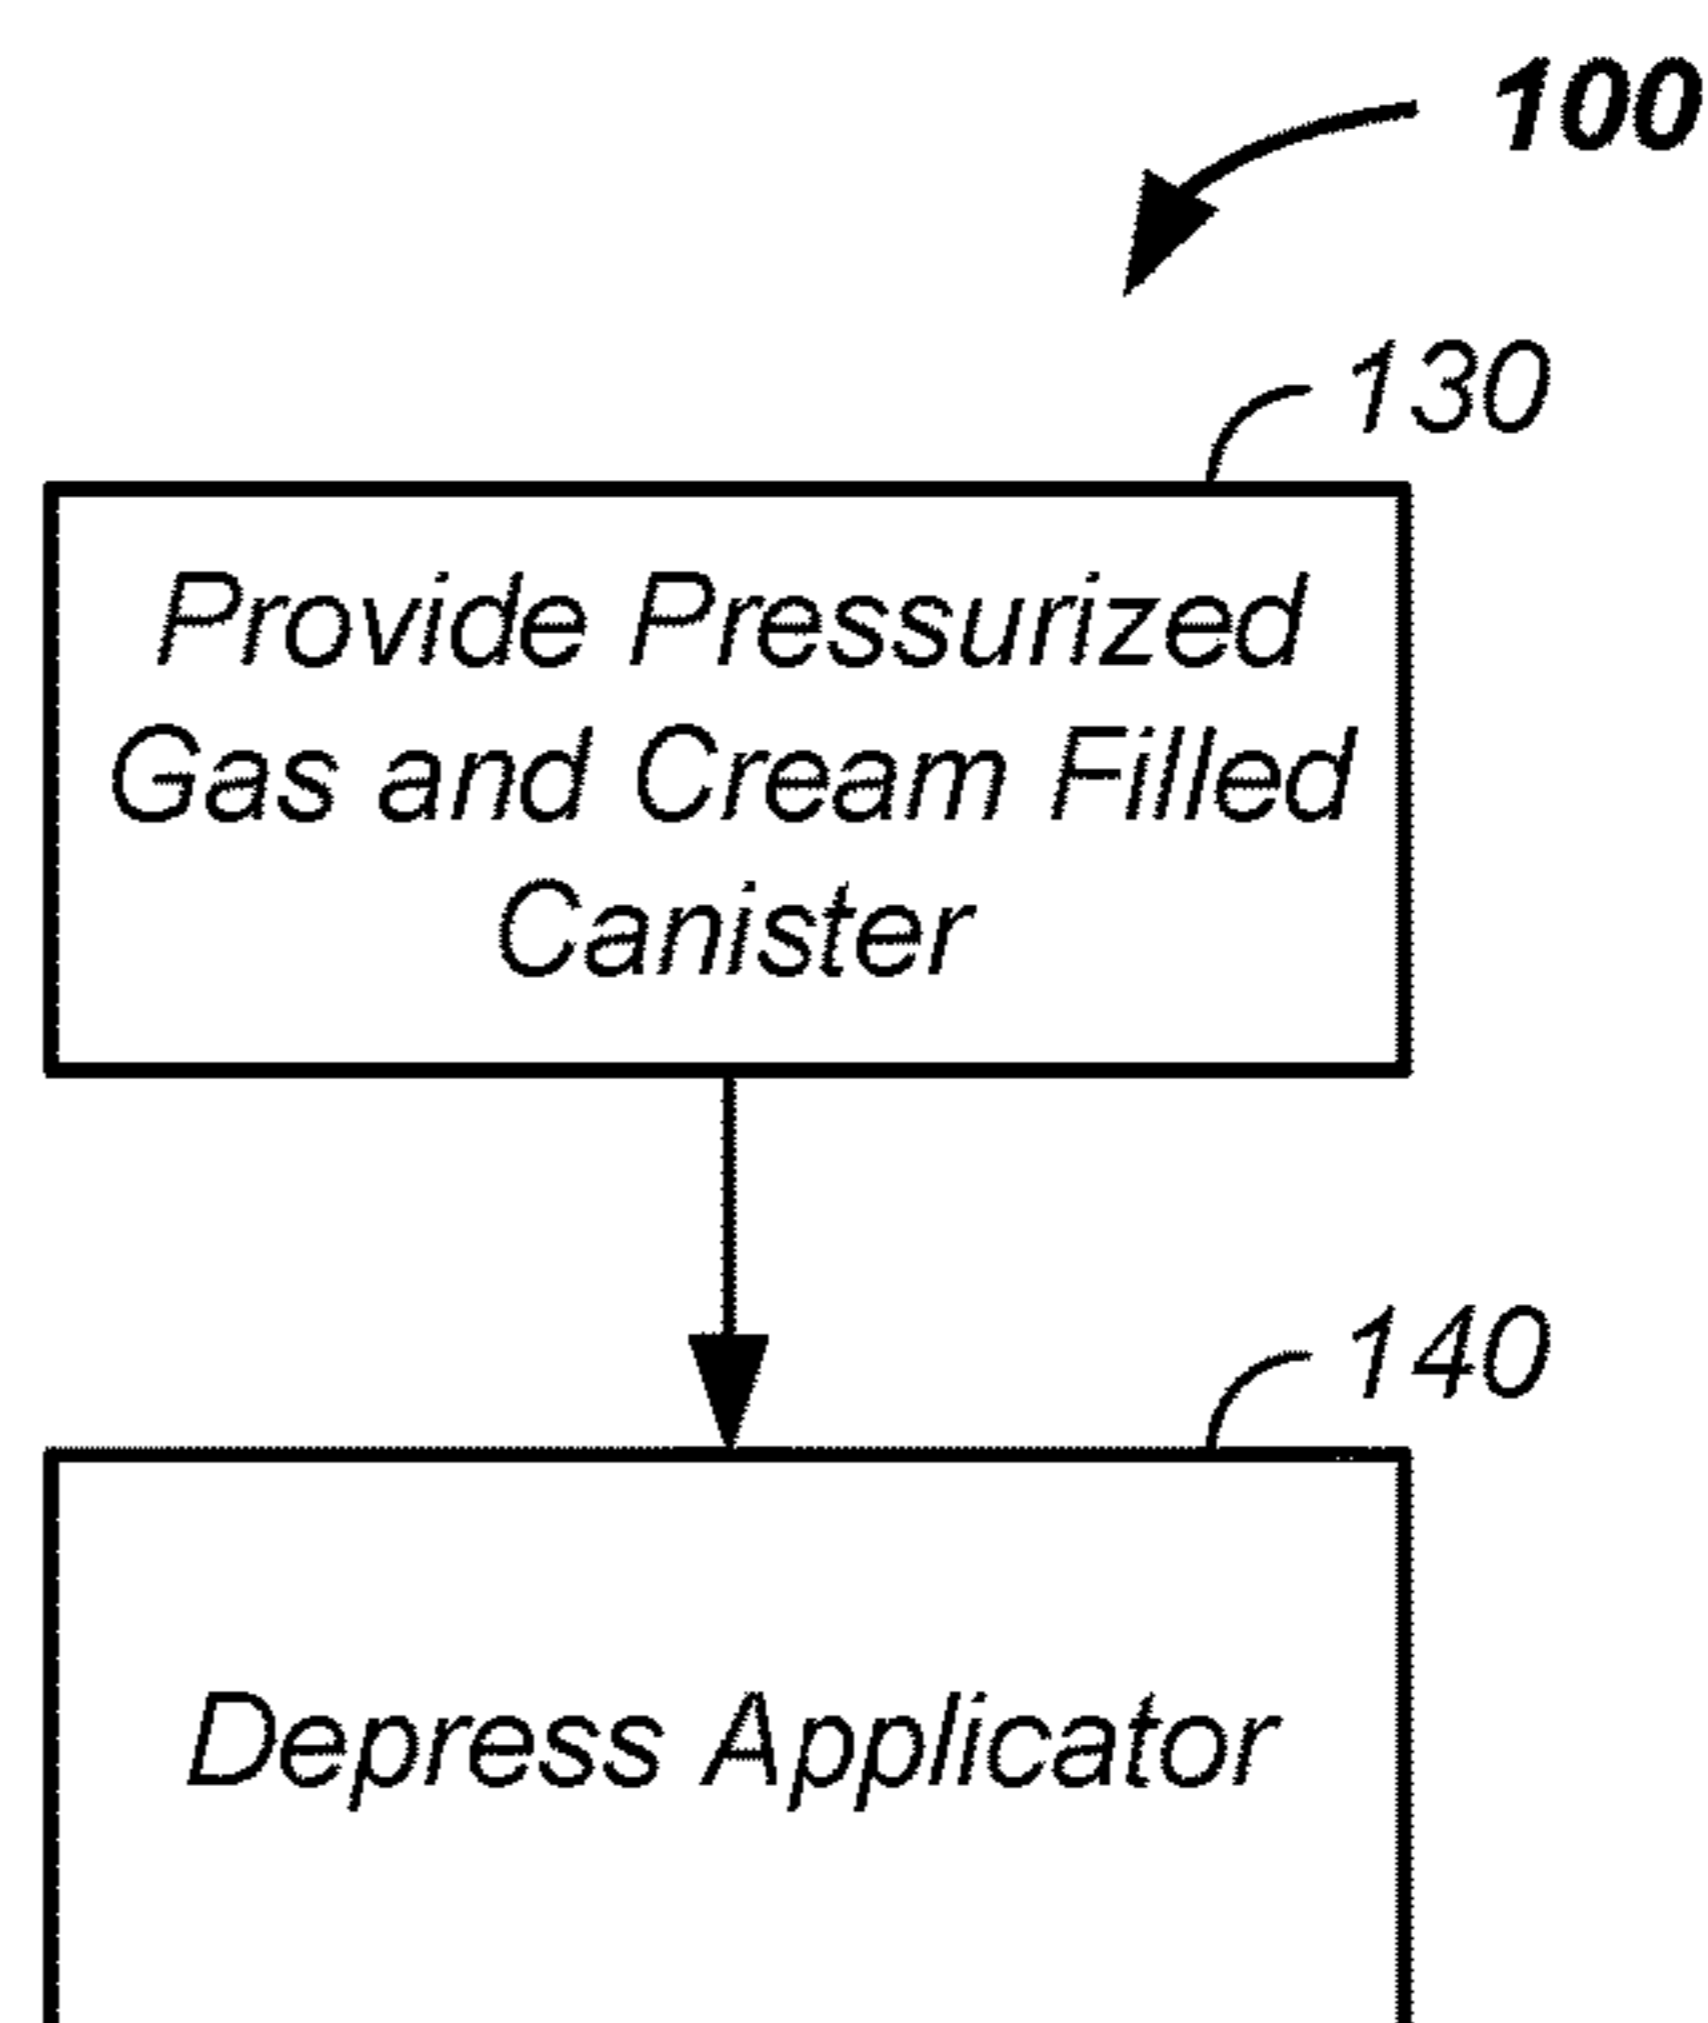 100
130
Provide Pressurized
Gas and Cream Filled
Canister
140
Depress Applicator